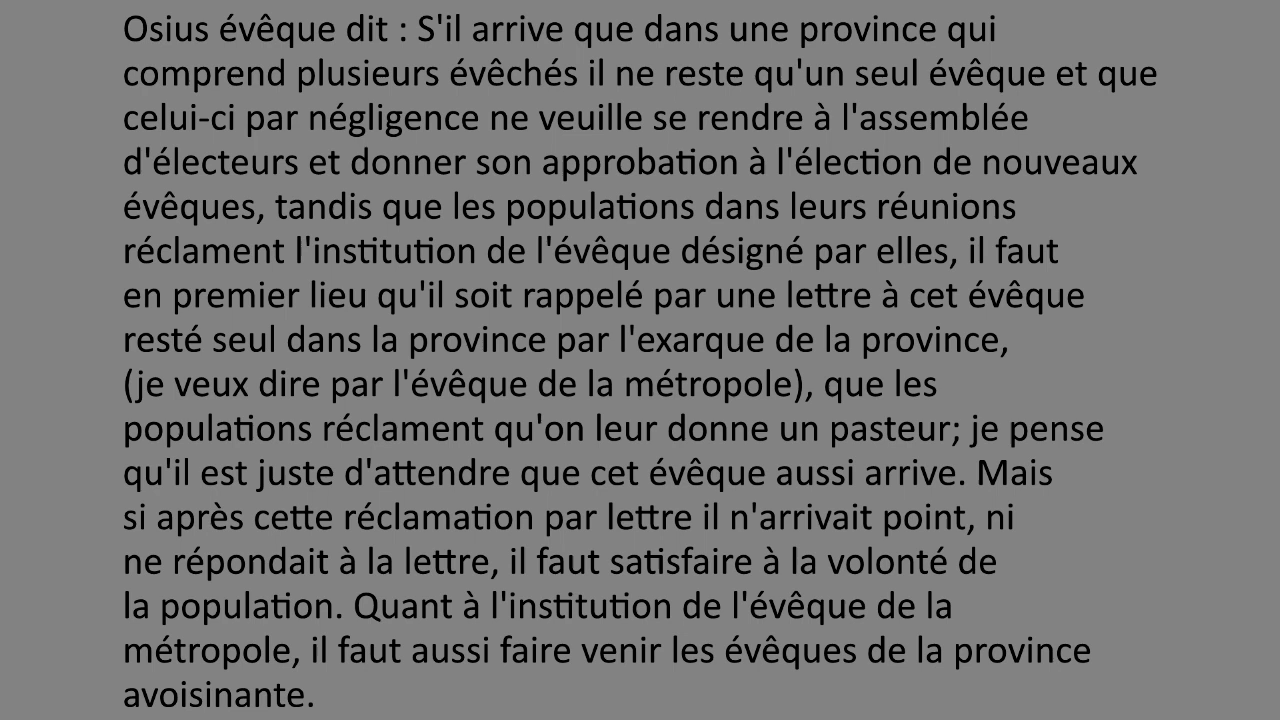 Osius évêque dit : S'il arrive que dans une province qui
comprend plusieurs évêchés il ne reste qu'un seul évêque et que
celui-ci par négligence ne veuille se rendre à l'assemblée
d'électeurs et donner son approbation à l'élection de nouveaux
évêques, tandis que les populations dans leurs réunions
réclament l'institution de l'évêque désigné par elles, il faut
en premier lieu qu'il soit rappelé par une lettre à cet évêque
resté seul dans la province par l'exarque de la province,
(je veux dire par l'évêque de la métropole), que les
populations réclament qu'on leur donne un pasteur; je pense
qu'il est juste d'attendre que cet évêque aussi arrive. Mais
si après cette réclamation par lettre il n'arrivait point, ni
ne répondait à la lettre, il faut satisfaire à la volonté de
la population. Quant à l'institution de l'évêque de la
métropole, il faut aussi faire venir les évêques de la province
avoisinante.